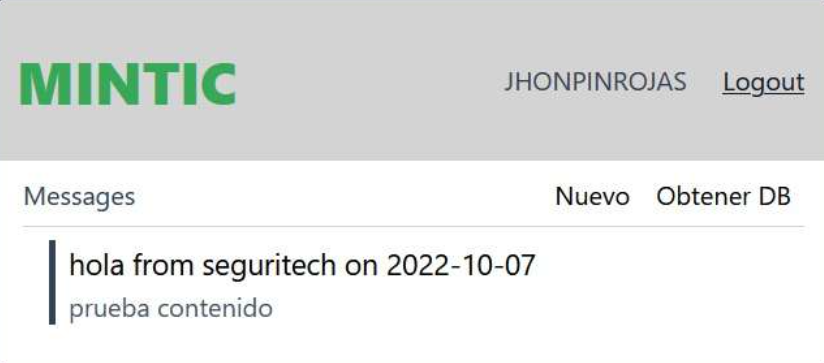 MINTIC
JHONPINROJAS Logout
Messages Nuevo Obtener DB
hola from seguritech on 2022-10-07
prueba contenido